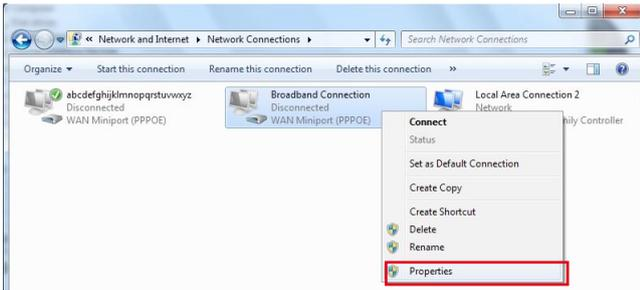 « Network and Internet ▸ Network Connections ▸
Search Network Connections
Organize ▾ Start this connection Rename this connection Delete this connection »
abcdefghijklmnopqrstuvwxyz
Disconnected
WAN Miniport (PPPOE)
Broadband Connection
Disconnected
WAN Miniport (PPPOE)
Local Area Connection 2
Network
mily Controller
Connect
Status
Set as Default Connection
Create Copy
Create Shortcut
Delete
Rename
Properties